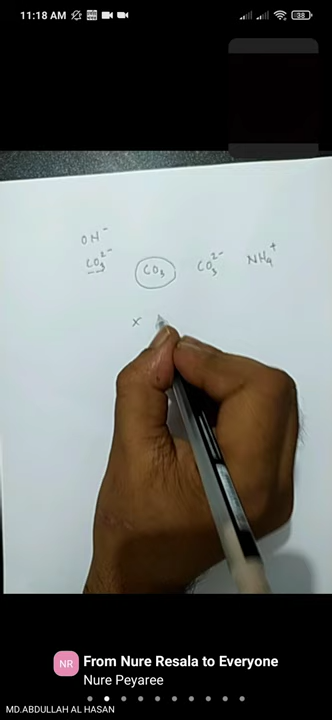 11:18 AM
38
OH⁻
CO₃²⁻ CO₃ CO₃²⁻ NH₄⁺
x
From Nure Resala to Everyone
NR
Nure Peyaree
MD.ABDULLAH AL HASAN